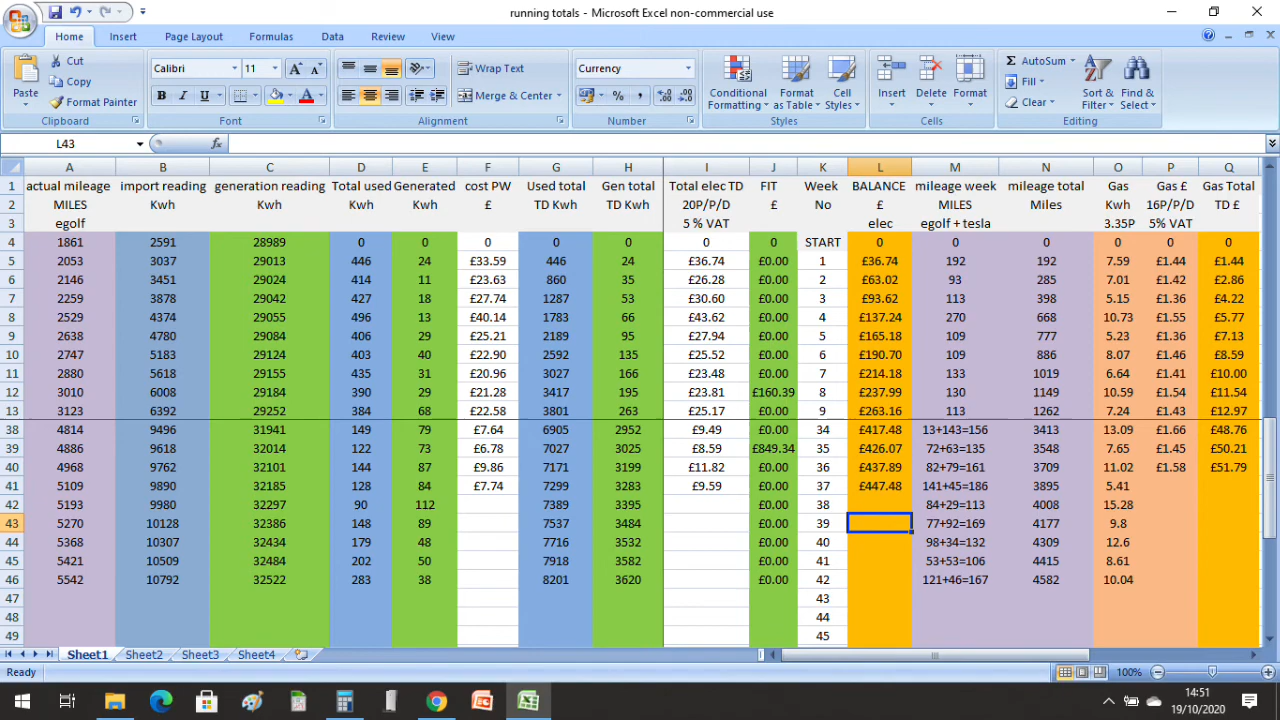 running totals - Microsoft Excel non-commercial use
Home Insert Page Layout Formulas Data Review View
Paste Cut Copy Format Painter Clipboard
Calibri 11 B I U Font
Wrap Text Merge & Center Alignment
Currency % , Number
Conditional Formatting Format as Table Cell Styles Styles
Insert Delete Format Cells
AutoSum Fill Clear Sort & Filter Find & Select Editing
L43 fx
A B C D E F G H I J K L M N O P Q
1 actual mileage import reading generation reading Total used Generated cost PW Used total Gen total Total elec TD FIT Week BALANCE mileage week mileage total Gas Gas £ Gas Total
2 MILES Kwh Kwh Kwh Kwh £ TD Kwh TD Kwh 20P/P/D £ No £ MILES Miles Kwh 16P/P/D TD £
3 egolf 5 % VAT elec egolf + tesla 3.35P 5% VAT
4 1861 2591 28989 0 0 0 0 0 0 0 START 0 0 0 0 0 0
5 2053 3037 29013 446 24 £33.59 446 24 £36.74 £0.00 1 £36.74 192 192 7.59 £1.44 £1.44
6 2146 3451 29024 414 11 £23.63 860 35 £26.28 £0.00 2 £63.02 93 285 7.01 £1.42 £2.86
7 2259 3878 29042 427 18 £27.74 1287 53 £30.60 £0.00 3 £93.62 113 398 5.15 £1.36 £4.22
8 2529 4374 29055 496 13 £40.14 1783 66 £43.62 £0.00 4 £137.24 270 668 10.73 £1.55 £5.77
9 2638 4780 29084 406 29 £25.21 2189 95 £27.94 £0.00 5 £165.18 109 777 5.23 £1.36 £7.13
10 2747 5183 29124 403 40 £22.90 2592 135 £25.52 £0.00 6 £190.70 109 886 8.07 £1.46 £8.59
11 2880 5618 29155 435 31 £20.96 3027 166 £23.48 £0.00 7 £214.18 133 1019 6.64 £1.41 £10.00
12 3010 6008 29184 390 29 £21.28 3417 195 £23.81 £160.39 8 £237.99 130 1149 10.59 £1.54 £11.54
13 3123 6392 29252 384 68 £22.58 3801 263 £25.17 £0.00 9 £263.16 113 1262 7.24 £1.43 £12.97
38 4814 9496 31941 149 79 £7.64 6905 2952 £9.49 £0.00 34 £417.48 13+143=156 3413 13.09 £1.66 £48.76
39 4886 9618 32014 122 73 £6.78 7027 3025 £8.59 £849.34 35 £426.07 72+63=135 3548 7.65 £1.45 £50.21
40 4968 9762 32101 144 87 £9.86 7171 3199 £11.82 £0.00 36 £437.89 82+79=161 3709 11.02 £1.58 £51.79
41 5109 9890 32185 128 84 £7.74 7299 3283 £9.59 £0.00 37 £447.48 141+45=186 3895 5.41
42 5193 9980 32297 90 112 7389 3395 £0.00 38 84+29=113 4008 15.28
43 5270 10128 32386 148 89 7537 3484 £0.00 39 77+92=169 4177 9.8
44 5368 10307 32434 179 48 7716 3532 £0.00 40 98+34=132 4309 12.6
45 5421 10509 32484 202 50 7918 3582 £0.00 41 53+53=106 4415 8.61
46 5542 10792 32522 283 38 8201 3620 £0.00 42 121+46=167 4582 10.04
47 43
48 44
49 45
Sheet1 Sheet2 Sheet3 Sheet4
Ready 100%
14:51
19/10/2020